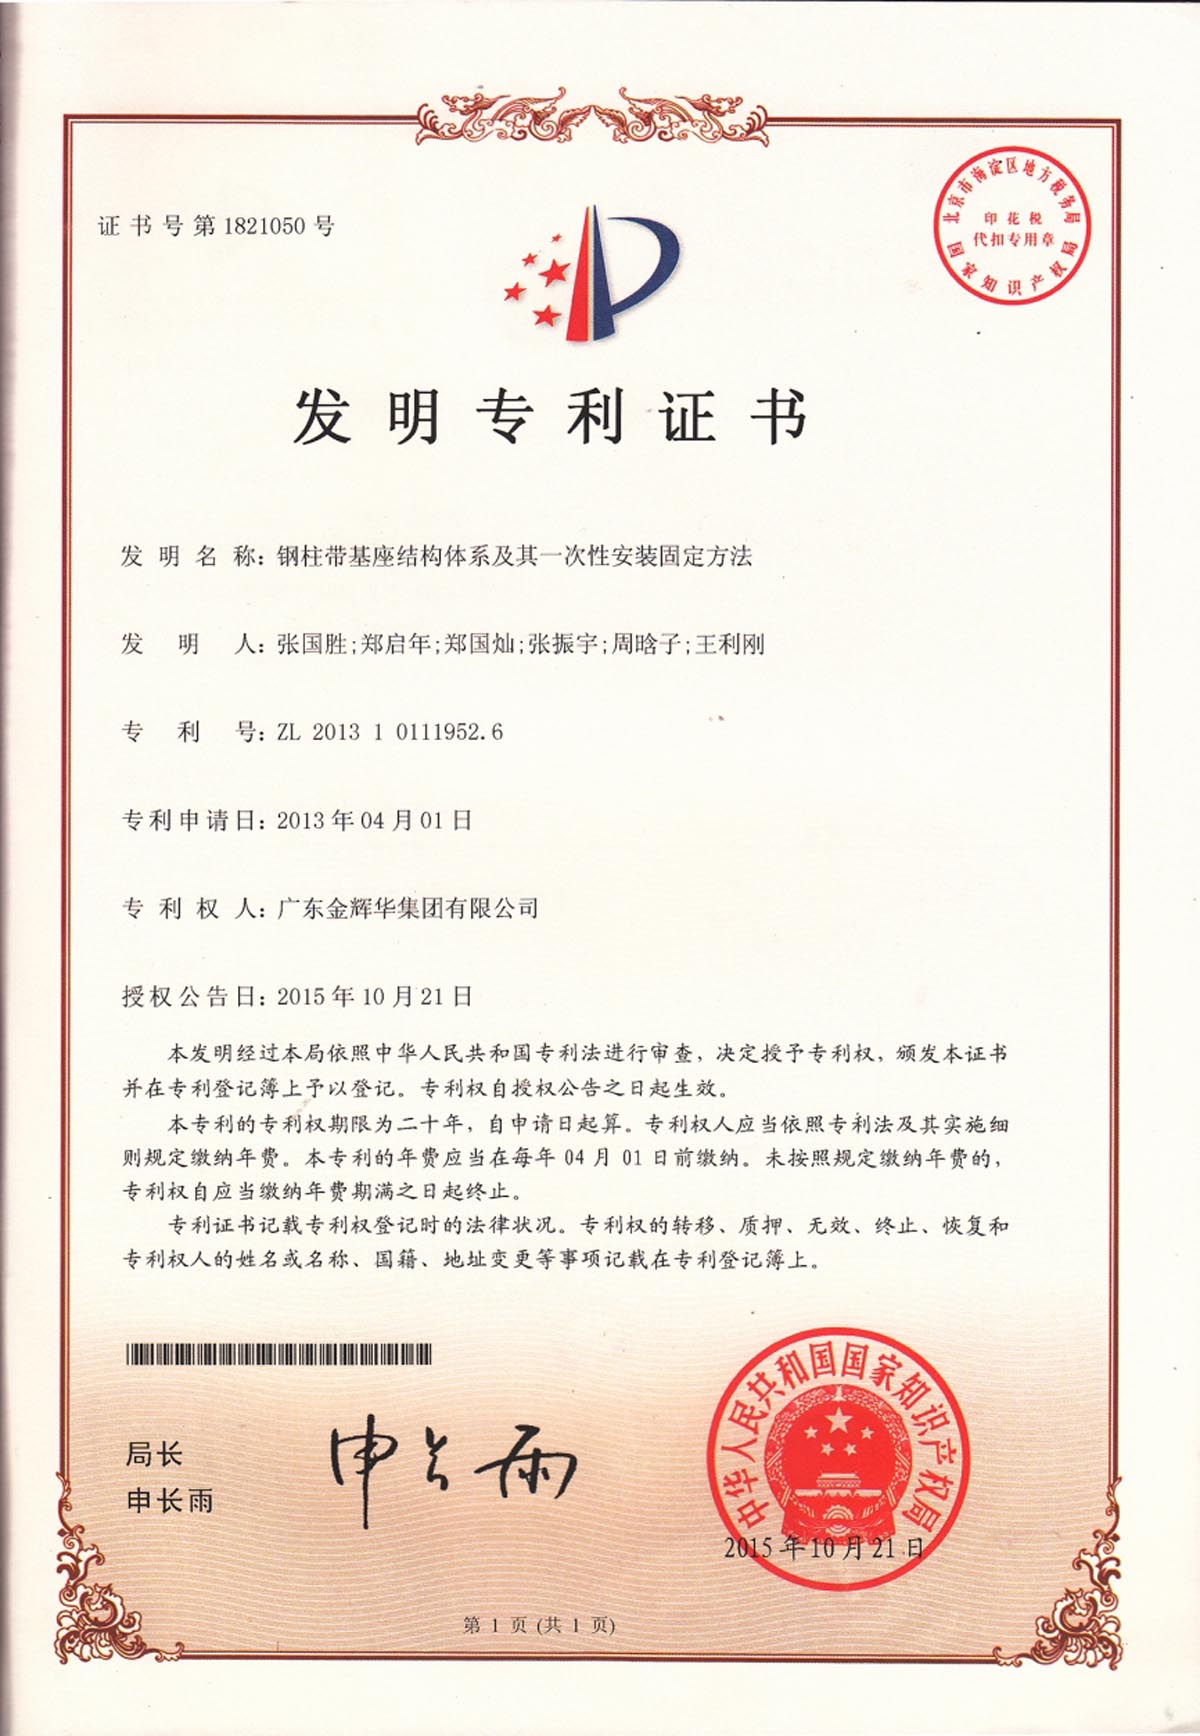 证书号第1821050号
北京市海淀区地方税务局
印花税
代扣专用章
国家知识产权局
发明专利证书
发明名称：钢柱带基座结构体系及其一次性安装固定方法
发明人：张国胜;郑启年;郑国灿;张振宇;周晗子;王利刚
专利号：ZL 2013 1 0111952.6
专利申请日：2013年04月01日
专利权人：广东金辉华集团有限公司
授权公告日：2015年10月21日
本发明经过本局依照中华人民共和国专利法进行审查，决定授予专利权，颁发本证书
并在专利登记簿上予以登记。专利权自授权公告之日起生效。
本专利的专利权期限为二十年，自申请日起算。专利权人应当依照专利法及其实施细
则规定缴纳年费。本专利的年费应当在每年 04 月 01 日前缴纳。未按照规定缴纳年费的，
专利权自应当缴纳年费期满之日起终止。
专利证书记载专利权登记时的法律状况。专利权的转移、质押、无效、终止、恢复和
专利权人的姓名或名称、国籍、地址变更等事项记载在专利登记簿上。
局长
申长雨
申长雨
中华人民共和国国家知识产权局
2015年10月21日
第 1 页 (共 1 页)